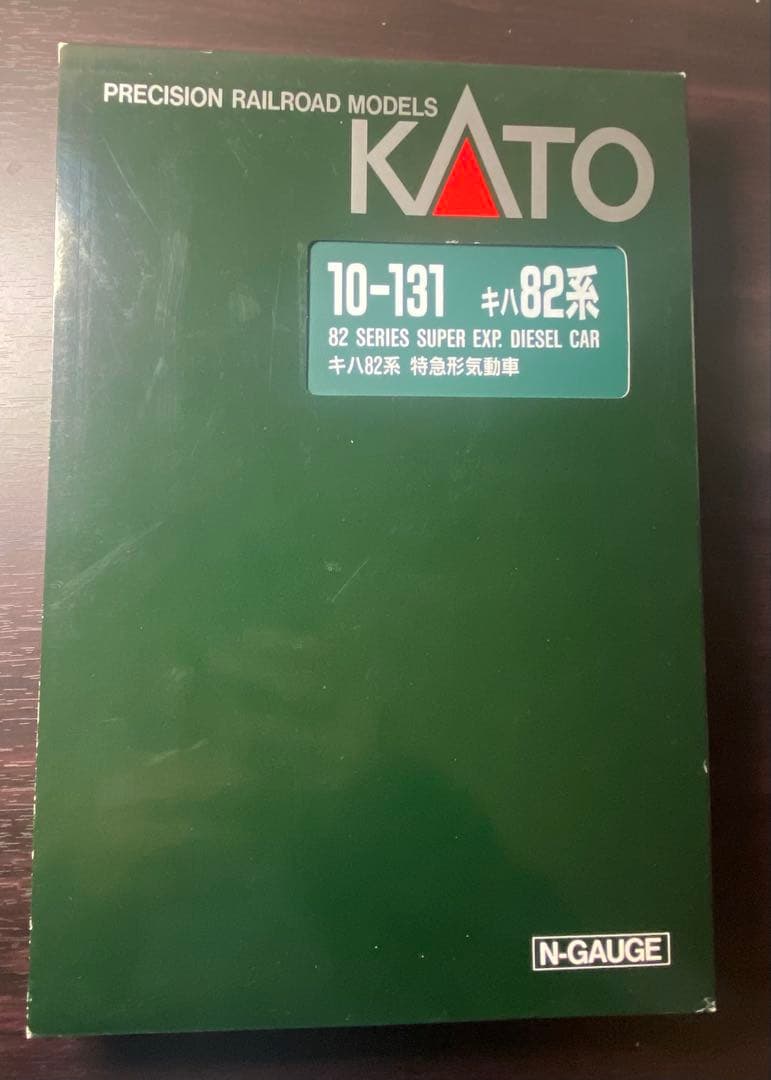 PRECISION RAILROAD MODELS
KATO
10-131 キハ82系
82 SERIES SUPER EXP. DIESEL CAR
キハ82系 特急形気動車
N-GAUGE